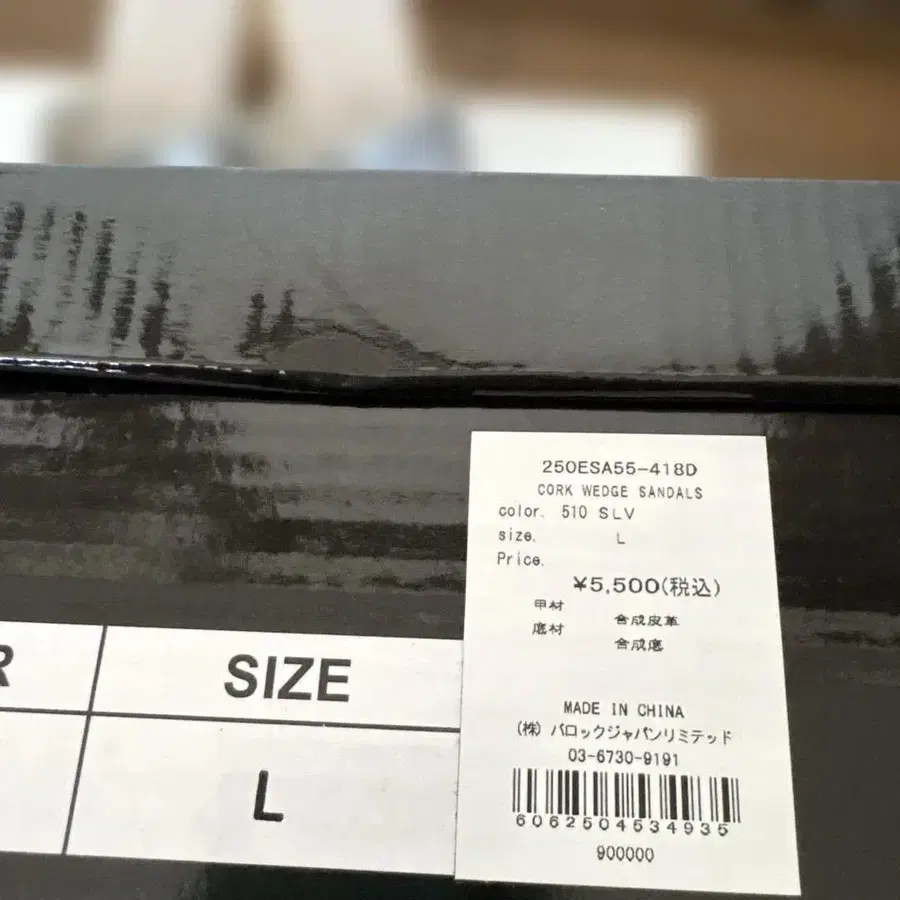 250ESA55-418D
CORK WEDGE SANDALS
color. 510 SLV
size. L
Price.
¥5,500(税込)
甲材 合成皮革
底材 合成底
MADE IN CHINA
(株) バロックジャパンリミテッド
03-6730-9191
6062504534935
900000
R SIZE
L